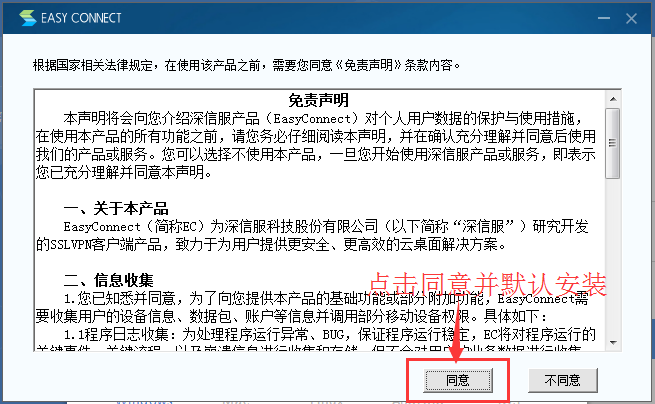 EASY CONNECT
根据国家相关法律规定，在使用该产品之前，需要您同意《免责声明》条款内容。
免责声明
本声明将会向您介绍深信服产品（EasyConnect）对个人用户数据的保护与使用措施，
在使用本产品的所有功能之前，请您务必仔细阅读本声明，并在确认充分理解并同意后使用
我们的产品或服务。您可以选择不使用本产品，一旦您开始使用深信服产品或服务，即表示
您已充分理解并同意本声明。
一、关于本产品
EasyConnect（简称EC）为深信服科技股份有限公司（以下简称“深信服”）研究开发
的SSLVPN客户端产品，致力于为用户提供更安全、更高效的云桌面解决方案。
二、信息收集
点击同意并默认安装
1.您已知悉并同意，为了向您提供本产品的基础功能或部分附加功能，EasyConnect需
要收集用户的设备信息、数据包、账户等信息并调用部分移动设备权限。具体如下：
1.1程序日志收集：为处理程序运行异常、BUG，保证程序运行稳定，EC将对程序运行的
同意
不同意